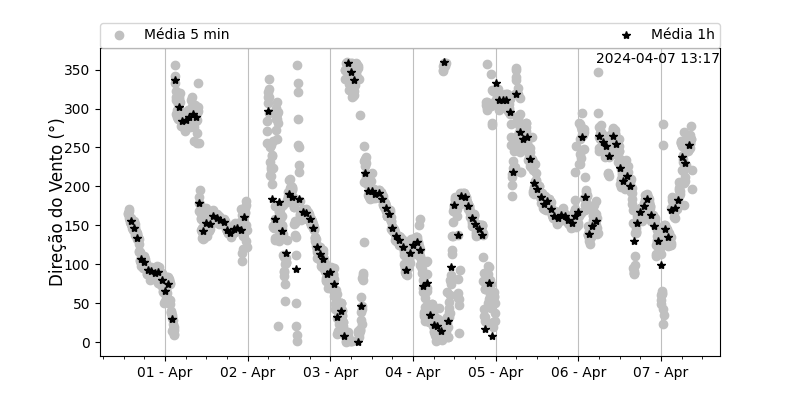 Média 5 min
Média 1h
2024-04-07 13:17
Direção do Vento (°)
350
300
250
200
150
100
50
0
01 - Apr
02 - Apr
03 - Apr
04 - Apr
05 - Apr
06 - Apr
07 - Apr